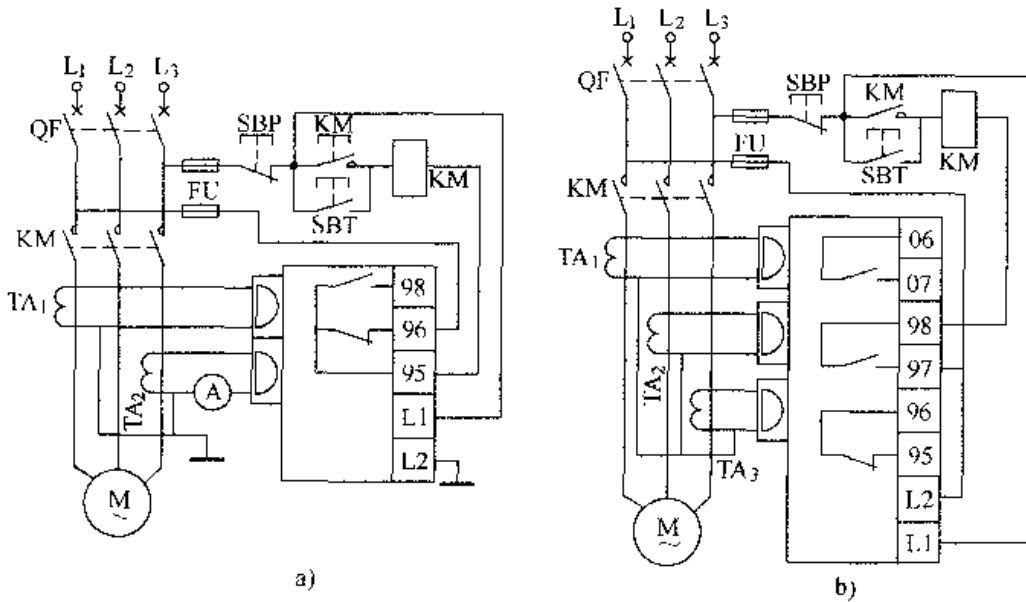 L1 L2 L3
QF
SBP
KM
FU
SBT
KM
KM
TA1
TA2
A
98
96
95
L1
L2
M
~
a)
L1 L2 L3
QF
SBP
KM
FU
SBT
KM
KM
TA1
TA2
TA3
06
07
98
97
96
95
L2
L1
M
~
b)